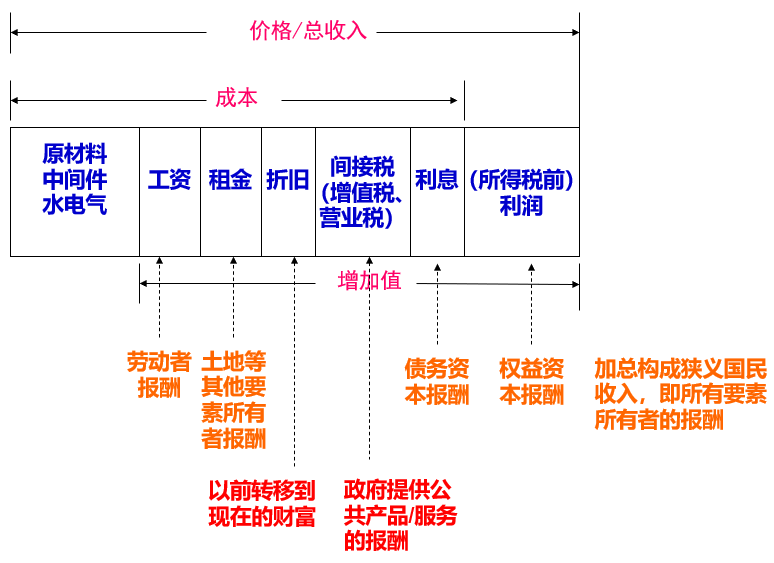 价格/总收入
成本
原材料
中间件
水电气
工资
租金
折旧
间接税
（增值税、
营业税）
利息
（所得税前）
利润
增加值
劳动者
报酬
土地等
其他要
素所有
者报酬
债务资
本报酬
权益资
本报酬
加总构成狭义国民
收入，即所有要素
所有者的报酬
以前转移到
现在的财富
政府提供公
共产品/服务
的报酬